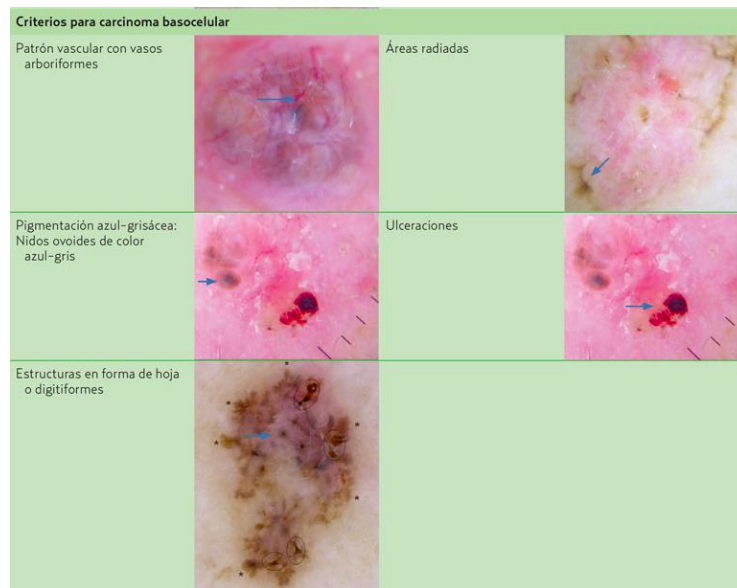 Criterios para carcinoma basocelular
Patrón vascular con vasos
arboriformes
Áreas radiadas
Pigmentación azul-grisácea:
Nidos ovoides de color
azul-gris
Ulceraciones
Estructuras en forma de hoja
o digitiformes